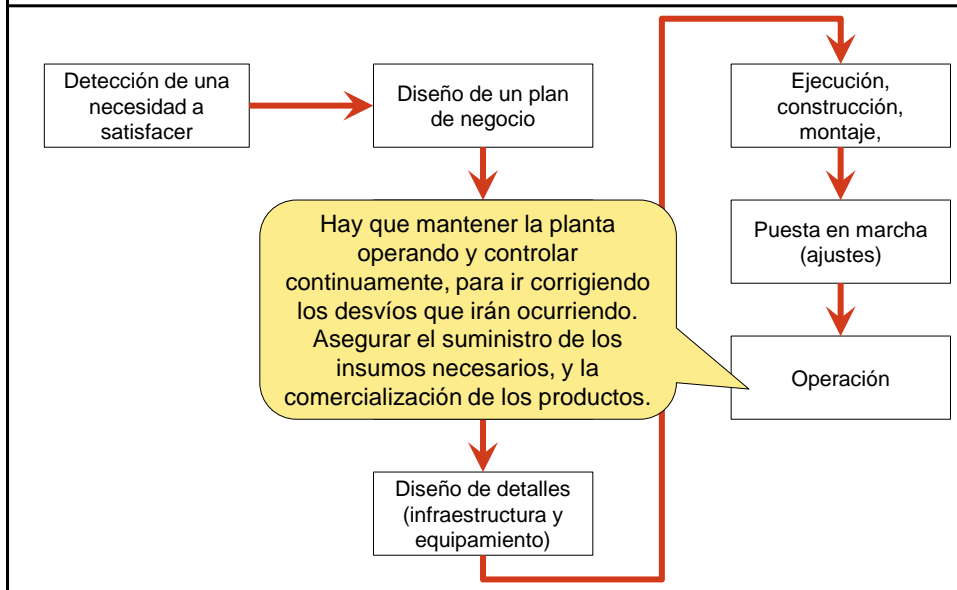 Detección de una
necesidad a
satisfacer
Diseño de un plan
de negocio
Hay que mantener la planta
operando y controlar
continuamente, para ir corrigiendo
los desvíos que irán ocurriendo.
Asegurar el suministro de los
insumos necesarios, y la
comercialización de los productos.
Diseño de detalles
(infraestructura y
equipamiento)
Ejecución,
construcción,
montaje,
Puesta en marcha
(ajustes)
Operación